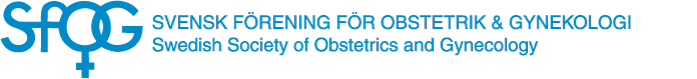 SFOG
SVENSK FÖRENING FÖR OBSTETRIK & GYNEKOLOGI
Swedish Society of Obstetrics and Gynecology